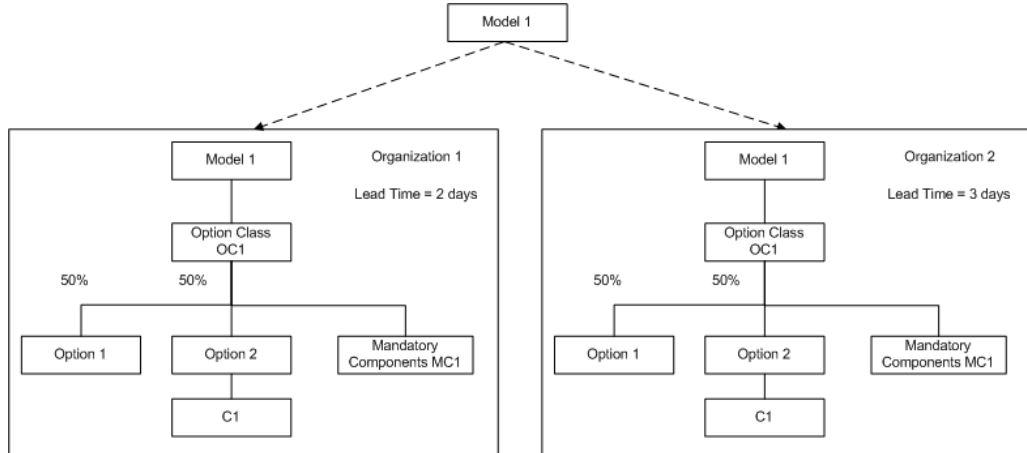 Model 1
Model 1
Organization 1
Lead Time = 2 days
Option Class
OC1
50%
50%
Option 1
Option 2
Mandatory
Components MC1
C1
Model 1
Organization 2
Lead Time = 3 days
Option Class
OC1
50%
50%
Option 1
Option 2
Mandatory
Components MC1
C1